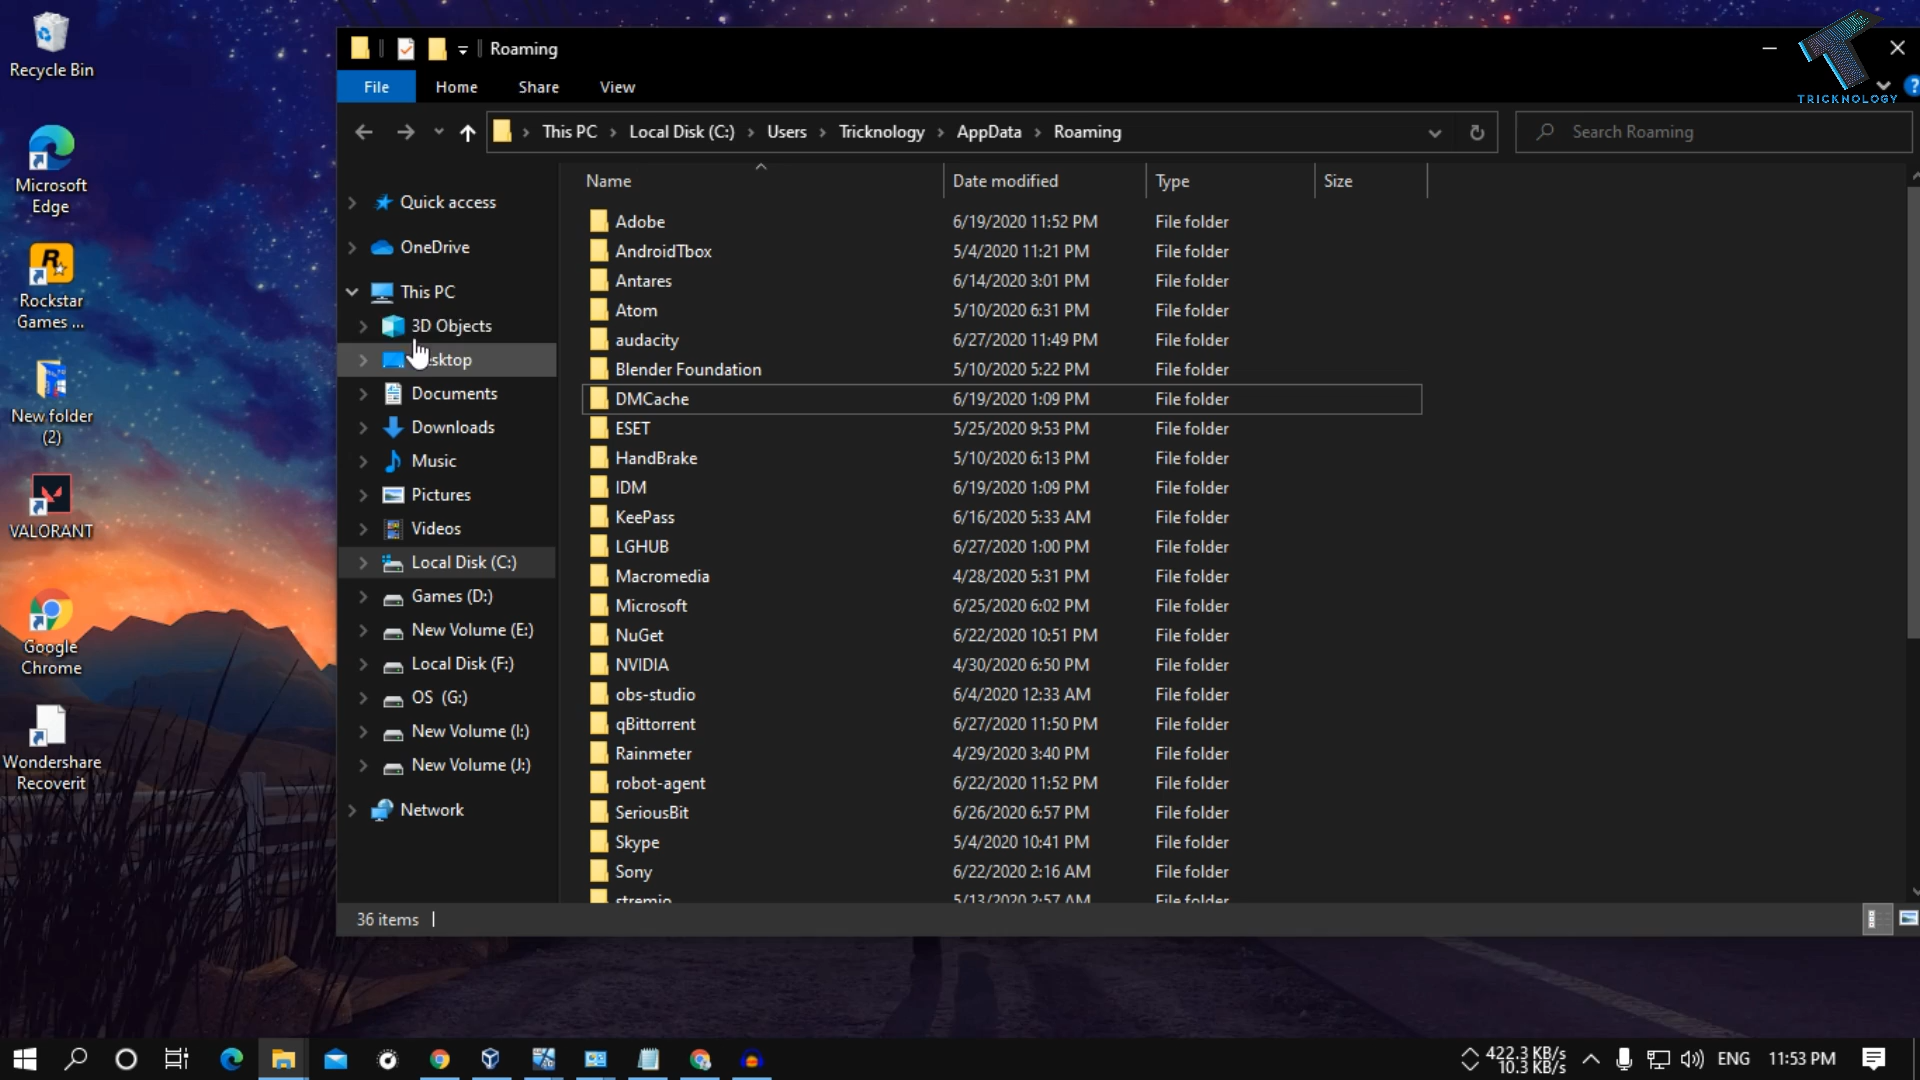 Recycle Bin
Microsoft
Edge
Rockstar
Games ...
New folder
(2)
VALORANT
Google
Chrome
Wondershare
Recoverit
Roaming
TRICKNOLOGY
File Home Share View
This PC Local Disk (C:) Users Tricknology AppData Roaming
Search Roaming
Quick access
OneDrive
This PC
3D Objects
Documents
Downloads
Music
Pictures
Videos
Local Disk (C:)
Games (D:)
New Volume (E:)
Local Disk (F:)
OS (G:)
New Volume (I:)
New Volume (J:)
Network
Name Date modified Type Size
Adobe 6/19/2020 11:52 PM File folder
AndroidTbox 5/4/2020 11:21 PM File folder
Antares 6/14/2020 3:01 PM File folder
Atom 5/10/2020 6:31 PM File folder
audacity 6/27/2020 11:49 PM File folder
Blender Foundation 5/10/2020 5:22 PM File folder
DMCache 6/19/2020 1:09 PM File folder
ESET 5/25/2020 9:53 PM File folder
HandBrake 5/10/2020 6:13 PM File folder
IDM 6/19/2020 1:09 PM File folder
KeePass 6/16/2020 5:33 AM File folder
LGHUB 6/27/2020 1:00 PM File folder
Macromedia 4/28/2020 5:31 PM File folder
Microsoft 6/25/2020 6:02 PM File folder
NuGet 6/22/2020 10:51 PM File folder
NVIDIA 4/30/2020 6:50 PM File folder
obs-studio 6/4/2020 12:33 AM File folder
qBittorrent 6/27/2020 11:50 PM File folder
Rainmeter 4/29/2020 3:40 PM File folder
robot-agent 6/22/2020 11:52 PM File folder
SeriousBit 6/26/2020 6:57 PM File folder
Skype 5/4/2020 10:41 PM File folder
Sony 6/22/2020 2:16 AM File folder
stremio 5/13/2020 2:57 AM File folder
36 items
422.3 KB/s
10.3 KB/s
ENG 11:53 PM